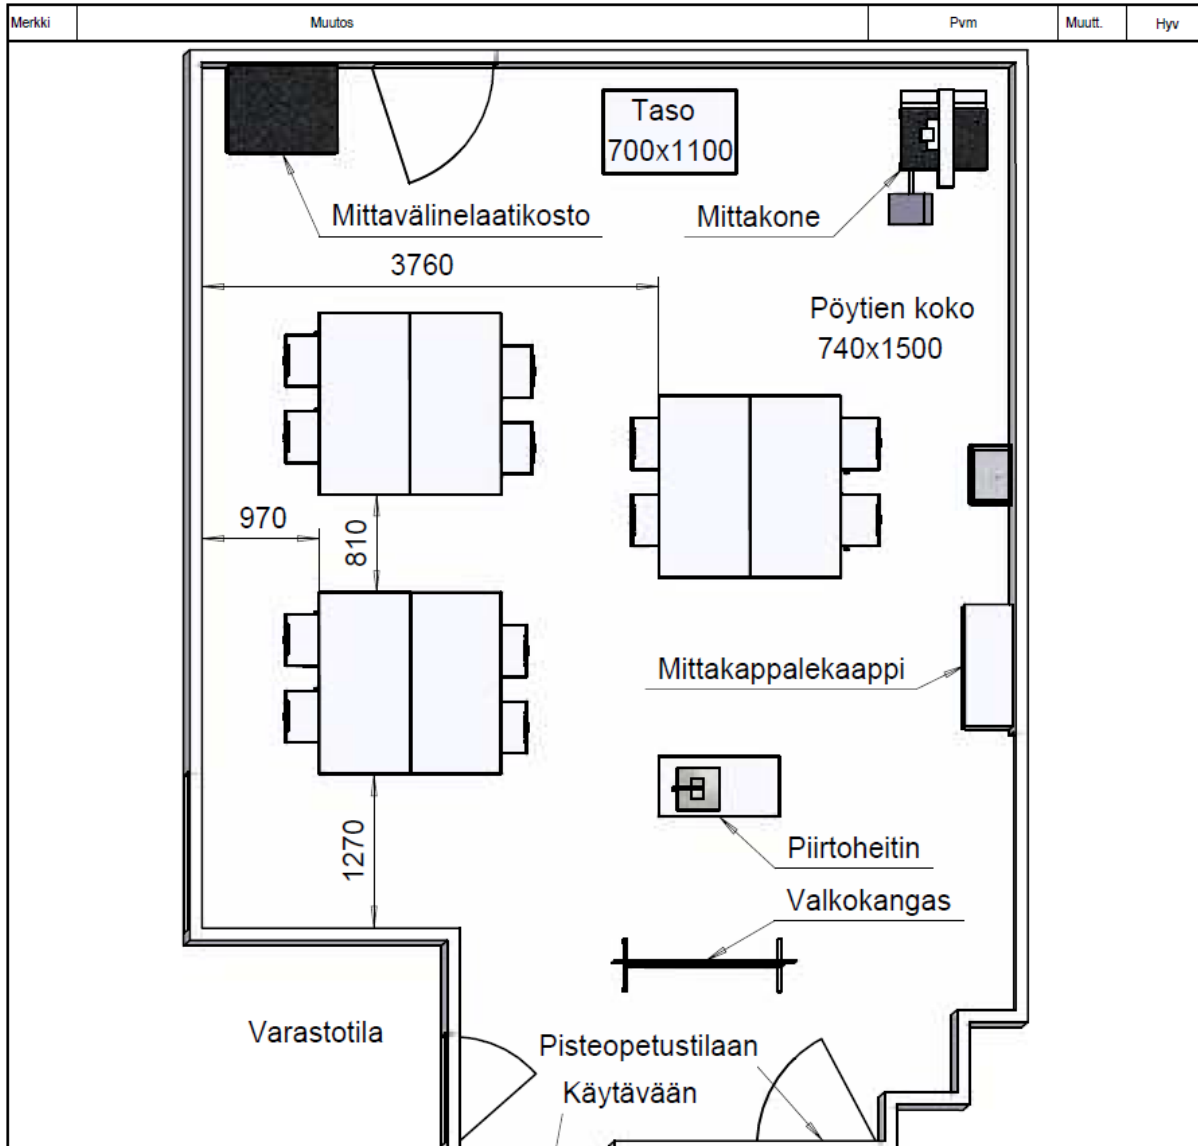 Merkki Muutos Pvm Muutt. Hyv
Taso
700x1100
Mittavälinelaatikosto
Mittakone
3760
Pöytien koko
740x1500
970
810
Mittakappalekaappi
1270
Piirtoheitin
Valkokangas
Varastotila
Pisteopetustilaan
Käytävään